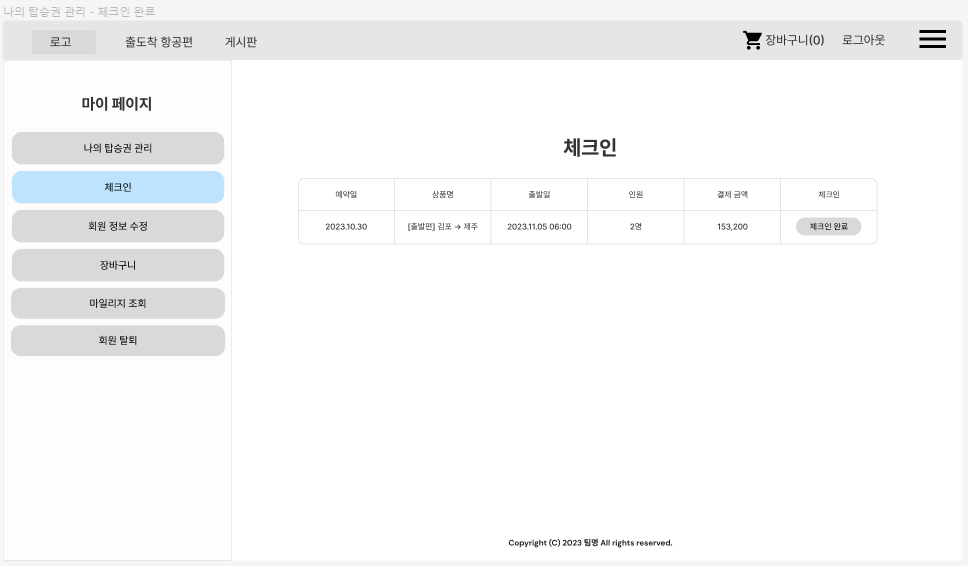 나의 탑승권 관리 - 체크인 완료
로고 출도착 항공편 게시판 장바구니(0) 로그아웃
마이 페이지
나의 탑승권 관리
체크인
회원 정보 수정
장바구니
마일리지 조회
회원 탈퇴
체크인
예약일 상품명 출발일 인원 결제 금액 체크인
2023.10.30 [출발편] 김포 → 제주 2023.11.05 06:00 2명 153,200 체크인 완료
Copyright (C) 2023 팀명 All rights reserved.